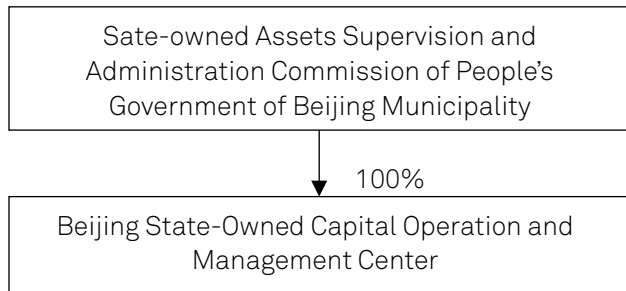 Sate-owned Assets Supervision and
Administration Commission of People’s
Government of Beijing Municipality
100%
Beijing State-Owned Capital Operation and
Management Center